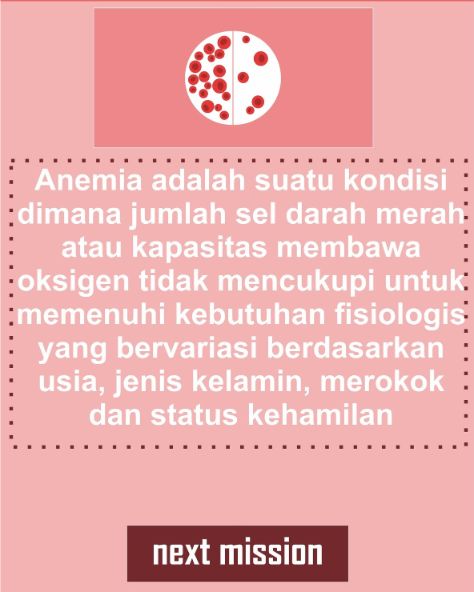 Anemia adalah suatu kondisi
dimana jumlah sel darah merah
atau kapasitas membawa
oksigen tidak mencukupi untuk
memenuhi kebutuhan fisiologis
yang bervariasi berdasarkan
usia, jenis kelamin, merokok
dan status kehamilan
next mission